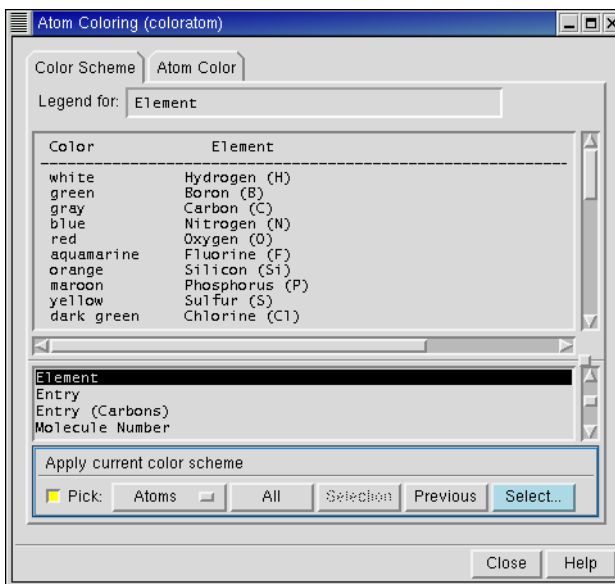 Atom Coloring (coloratom)
Color Scheme Atom Color
Legend for: Element
Color Element
----------------------------------------------------------------
white Hydrogen (H)
green Boron (B)
gray Carbon (C)
blue Nitrogen (N)
red Oxygen (O)
aquamarine Fluorine (F)
orange Silicon (Si)
maroon Phosphorus (P)
yellow Sulfur (S)
dark green Chlorine (Cl)
Element
Entry
Entry (Carbons)
Molecule Number
Apply current color scheme
Pick: Atoms All Selection Previous Select...
Close Help